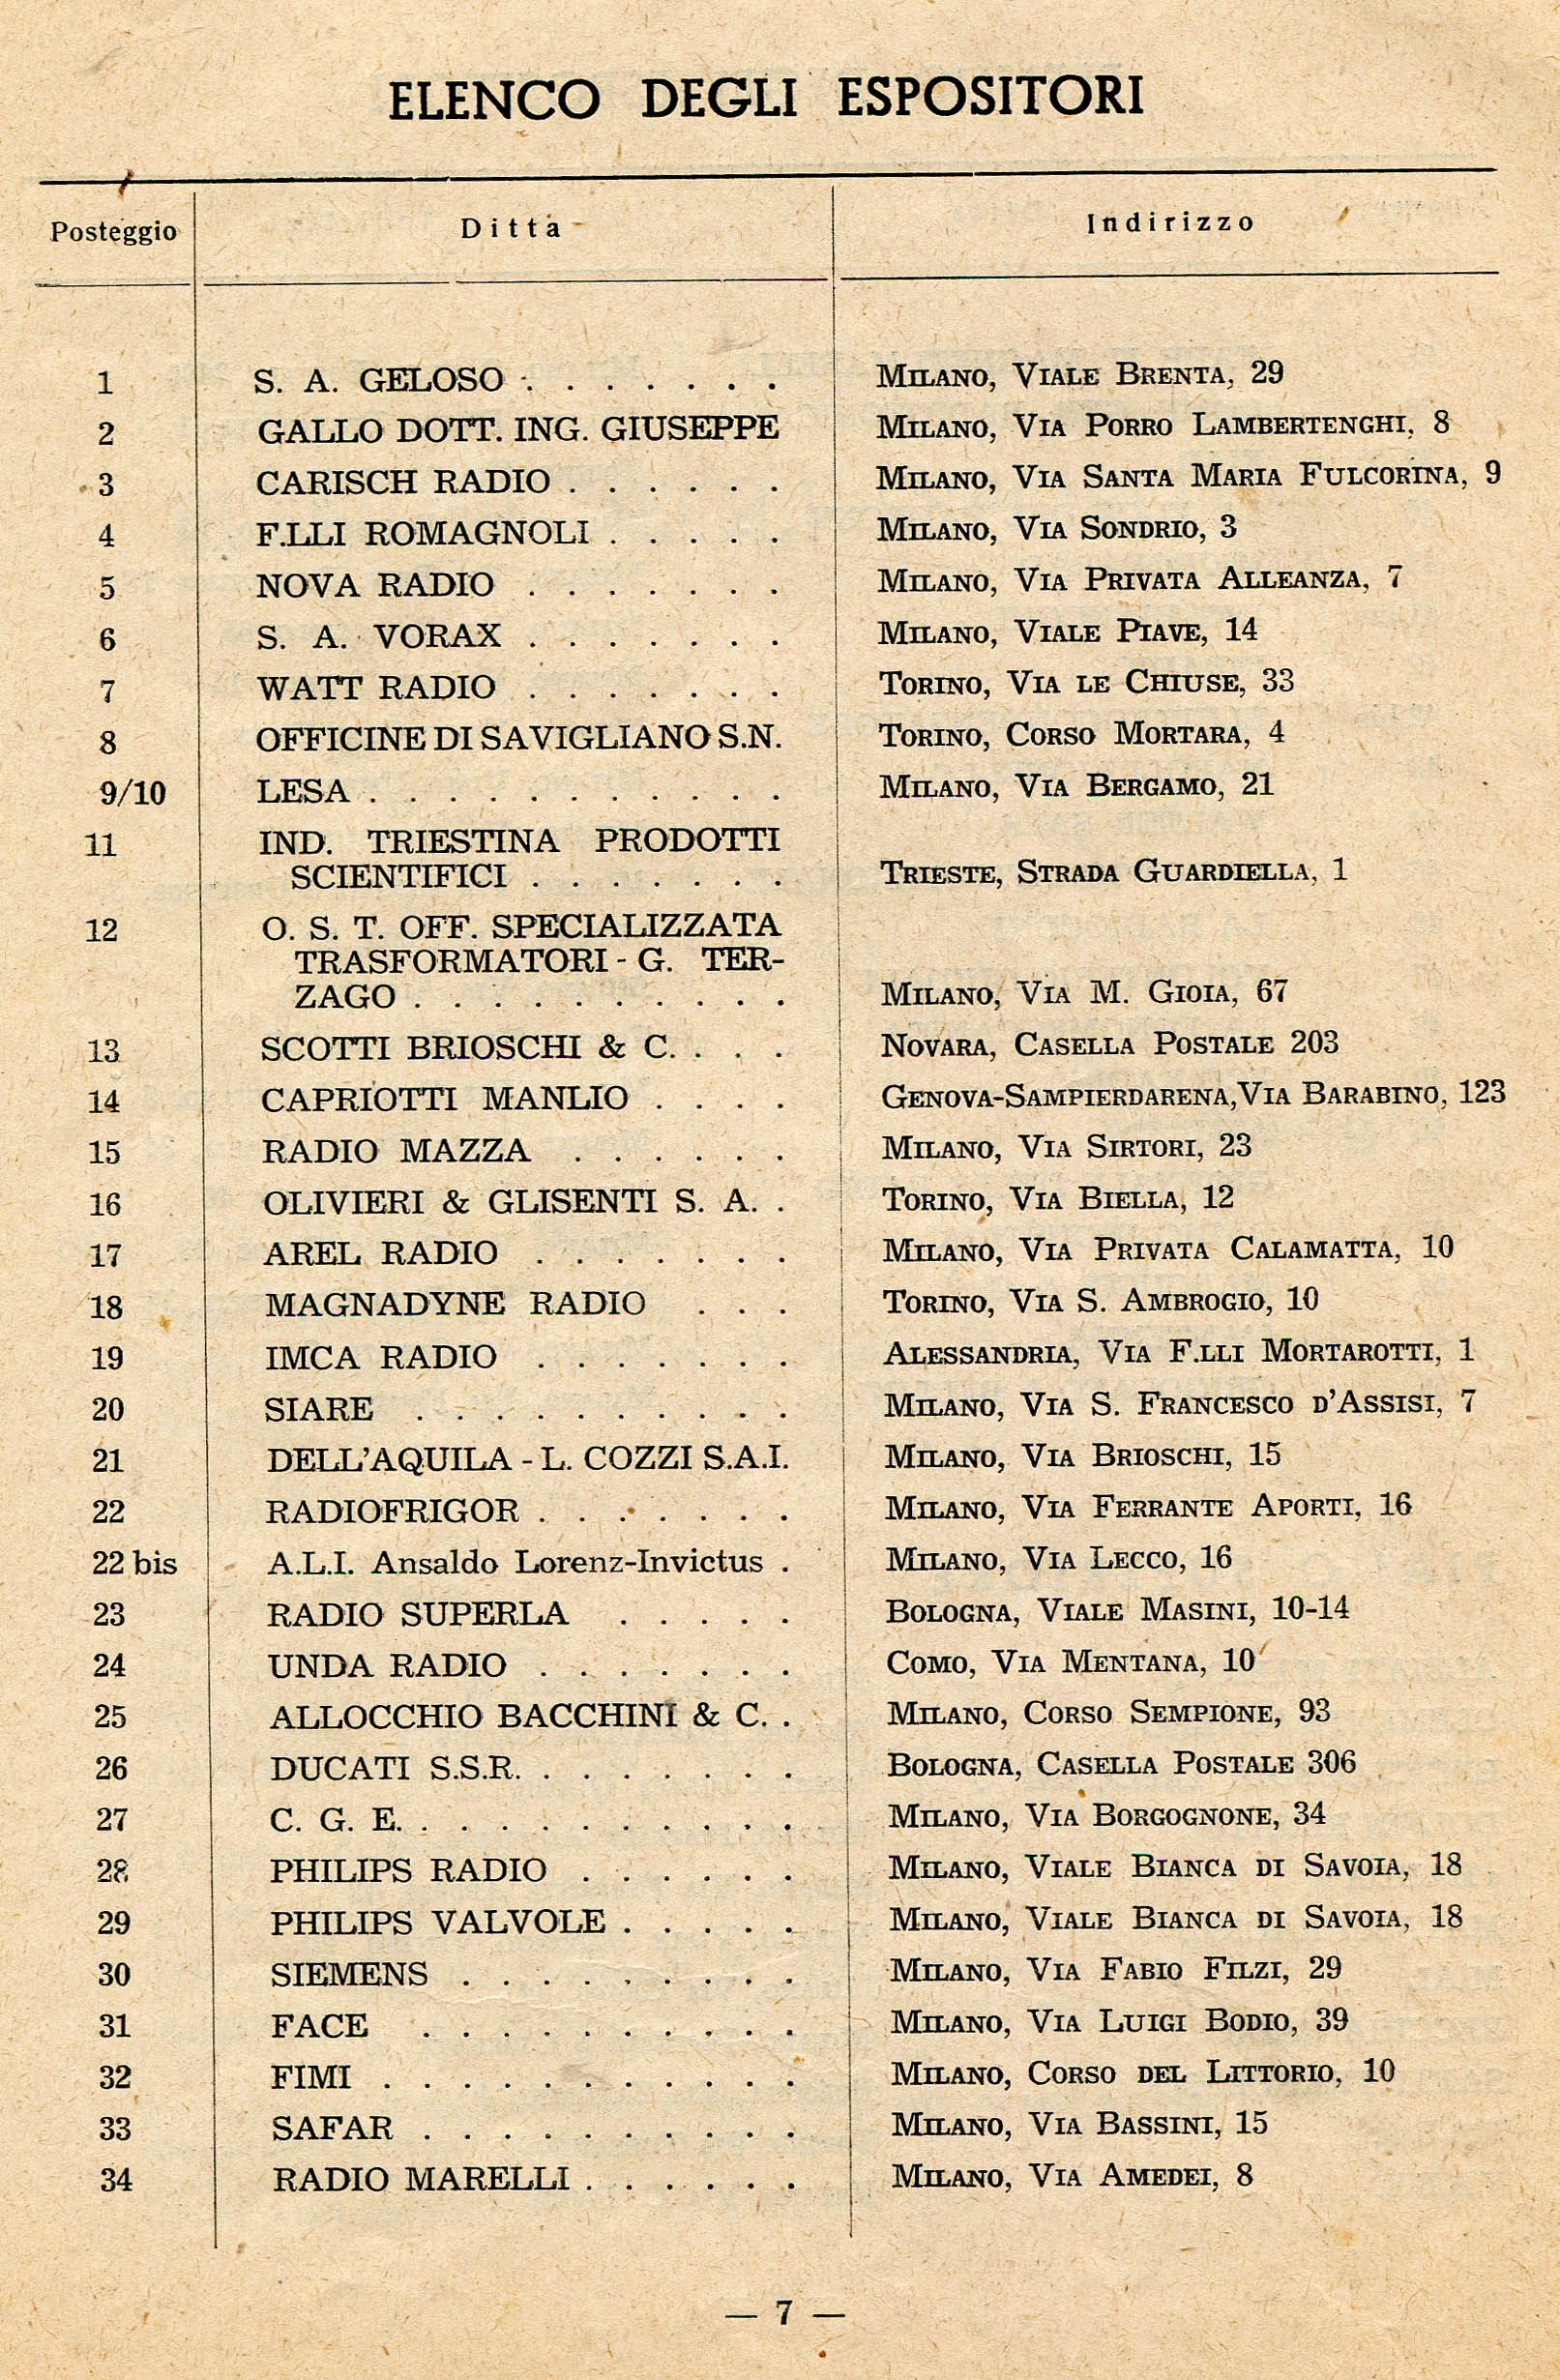 ELENCO DEGLI ESPOSITORI
Posteggio Ditta Indirizzo
1 S. A. GELOSO . . . . . . . MILANO, VIALE BRENTA, 29
2 GALLO DOTT. ING. GIUSEPPE MILANO, VIA PORRO LAMBERTENGHI, 8
3 CARISCH RADIO . . . . . . MILANO, VIA SANTA MARIA FULCORINA, 9
4 F.LLI ROMAGNOLI . . . . . MILANO, VIA SONDRIO, 3
5 NOVA RADIO . . . . . . . MILANO, VIA PRIVATA ALLEANZA, 7
6 S. A. VORAX . . . . . . . MILANO, VIALE PIAVE, 14
7 WATT RADIO . . . . . . . TORINO, VIA LE CHIUSE, 33
8 OFFICINE DI SAVIGLIANO S.N. TORINO, CORSO MORTARA, 4
9/10 LESA . . . . . . . . . . . MILANO, VIA BERGAMO, 21
11 IND. TRIESTINA PRODOTTI
SCIENTIFICI . . . . . . . TRIESTE, STRADA GUARDIELLA, 1
12 O. S. T. OFF. SPECIALIZZATA
TRASFORMATORI - G. TER-
ZAGO . . . . . . . . . . MILANO, VIA M. GIOIA, 67
13 SCOTTI BRIOSCHI & C. . . . NOVARA, CASELLA POSTALE 203
14 CAPRIOTTI MANLIO . . . . GENOVA-SAMPIERDARENA, VIA BARABINO, 123
15 RADIO MAZZA . . . . . . MILANO, VIA SIRTORI, 23
16 OLIVIERI & GLISENTI S. A. . TORINO, VIA BIELLA, 12
17 AREL RADIO . . . . . . . MILANO, VIA PRIVATA CALAMATTA, 10
18 MAGNADYNE RADIO . . . TORINO, VIA S. AMBROGIO, 10
19 IMCA RADIO . . . . . . . ALESSANDRIA, VIA F.LLI MORTAROTTI, 1
20 SIARE . . . . . . . . . . MILANO, VIA S. FRANCESCO D'ASSISI, 7
21 DELL'AQUILA - L. COZZI S.A.I. MILANO, VIA BRIOSCHI, 15
22 RADIOFRIGOR . . . . . . . MILANO, VIA FERRANTE APORTI, 16
22 bis A.L.I. Ansaldo Lorenz-Invictus . MILANO, VIA LECCO, 16
23 RADIO SUPERLA . . . . . BOLOGNA, VIALE MASINI, 10-14
24 UNDA RADIO . . . . . . . COMO, VIA MENTANA, 10
25 ALLOCCHIO BACCHINI & C. . MILANO, CORSO SEMPIONE, 93
26 DUCATI S.S.R. . . . . . . . BOLOGNA, CASELLA POSTALE 306
27 C. G. E. . . . . . . . . . . MILANO, VIA BORGOGNONE, 34
28 PHILIPS RADIO . . . . . . MILANO, VIALE BIANCA DI SAVOIA, 18
29 PHILIPS VALVOLE . . . . . MILANO, VIALE BIANCA DI SAVOIA, 18
30 SIEMENS . . . . . . . . . MILANO, VIA FABIO FILZI, 29
31 FACE . . . . . . . . . . MILANO, VIA LUIGI BODIO, 39
32 FIMI . . . . . . . . . . . MILANO, CORSO DEL LITTORIO, 10
33 SAFAR . . . . . . . . . . MILANO, VIA BASSINI, 15
34 RADIO MARELLI . . . . . . MILANO, VIA AMEDEI, 8
— 7 —